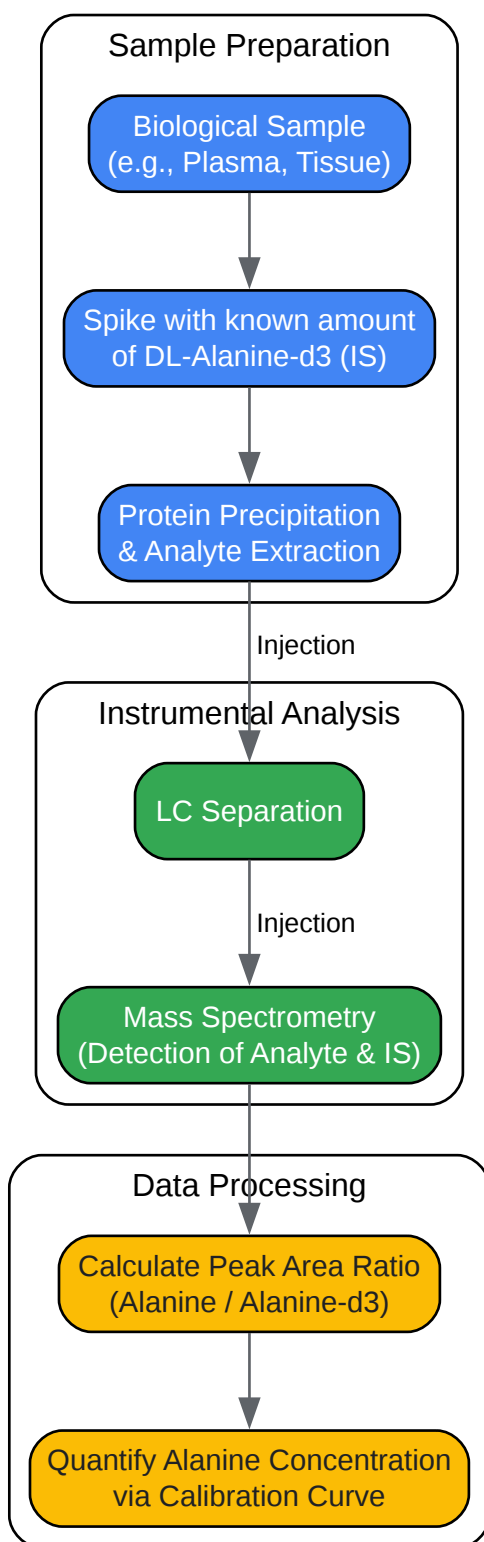 Sample Preparation
Biological Sample
(e.g., Plasma, Tissue)
Spike with known amount
of DL-Alanine-d3 (IS)
Protein Precipitation
& Analyte Extraction
Injection
Instrumental Analysis
LC Separation
Injection
Mass Spectrometry
(Detection of Analyte & IS)
Data Processing
Calculate Peak Area Ratio
(Alanine / Alanine-d3)
Quantify Alanine Concentration
via Calibration Curve